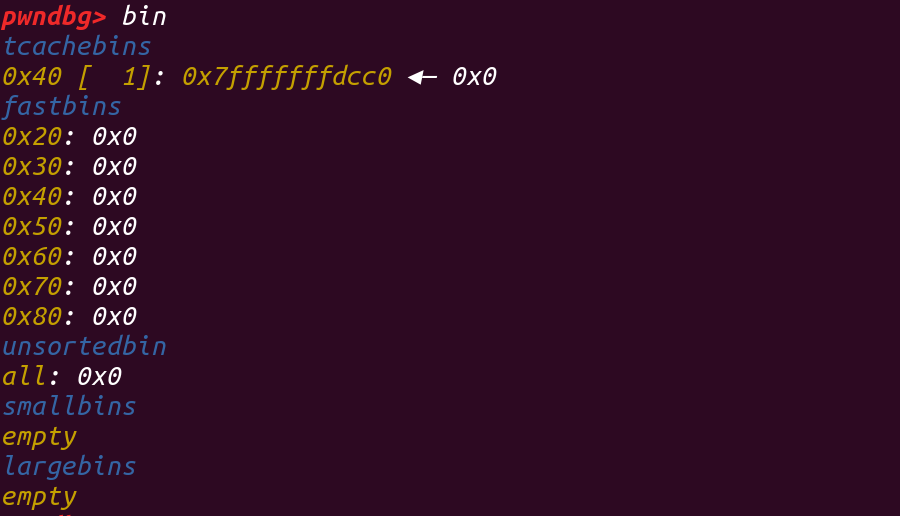 pwndbg> bin
tcachebins
0x40 [  1]: 0x7fffffffdcc0 ◂— 0x0
fastbins
0x20: 0x0
0x30: 0x0
0x40: 0x0
0x50: 0x0
0x60: 0x0
0x70: 0x0
0x80: 0x0
unsortedbin
all: 0x0
smallbins
empty
largebins
empty